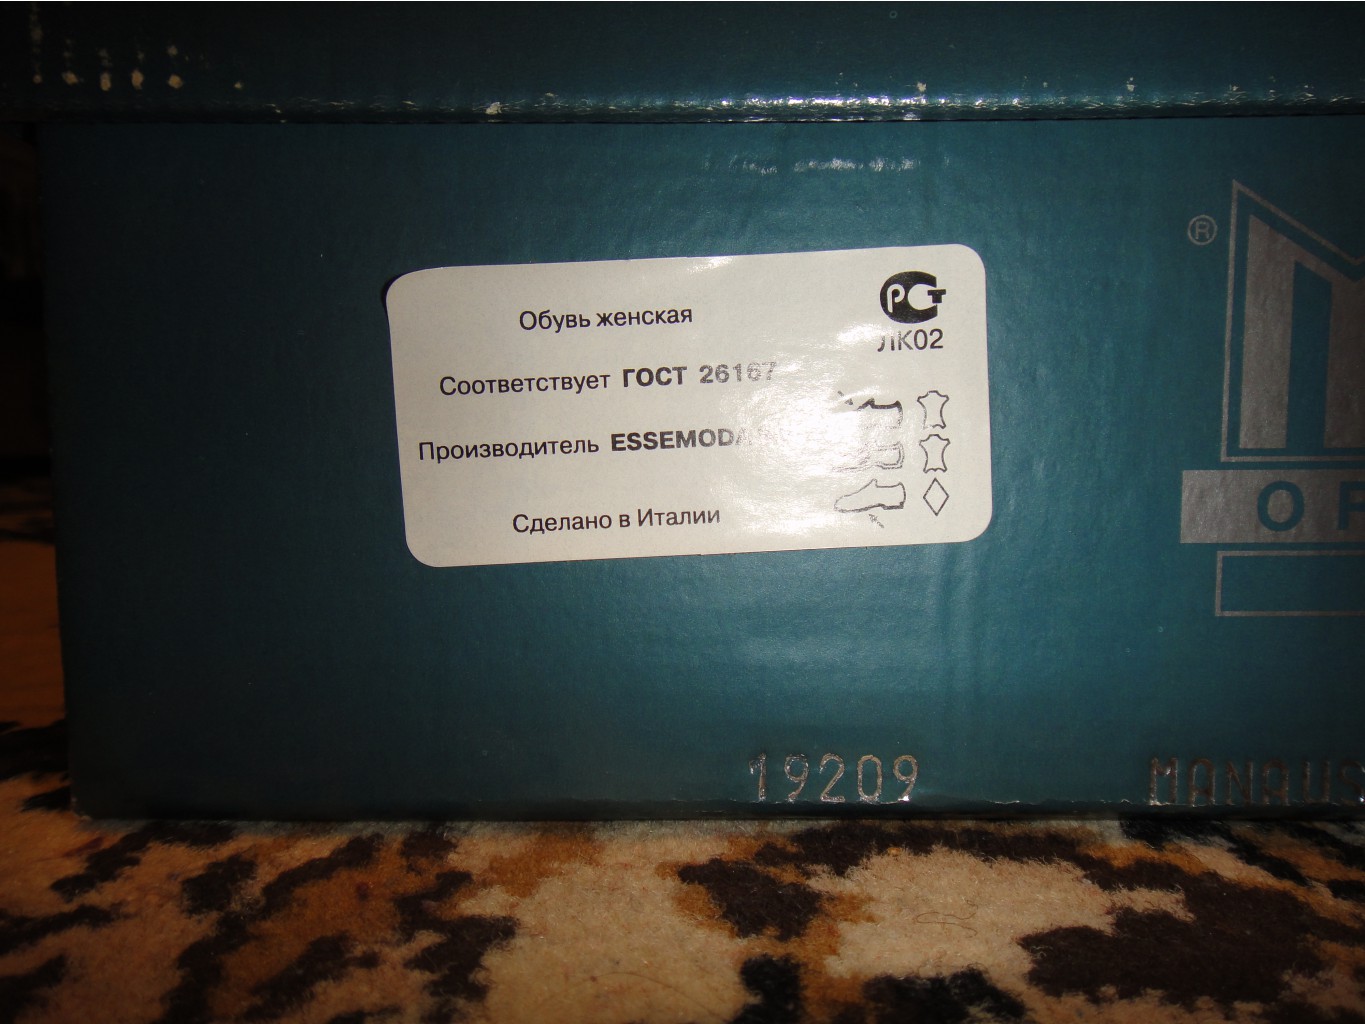 Обувь женская
РСТ
ЛК02
Соответствует ГОСТ 26167
Производитель ESSEMODA
Сделано в Италии
®
19209